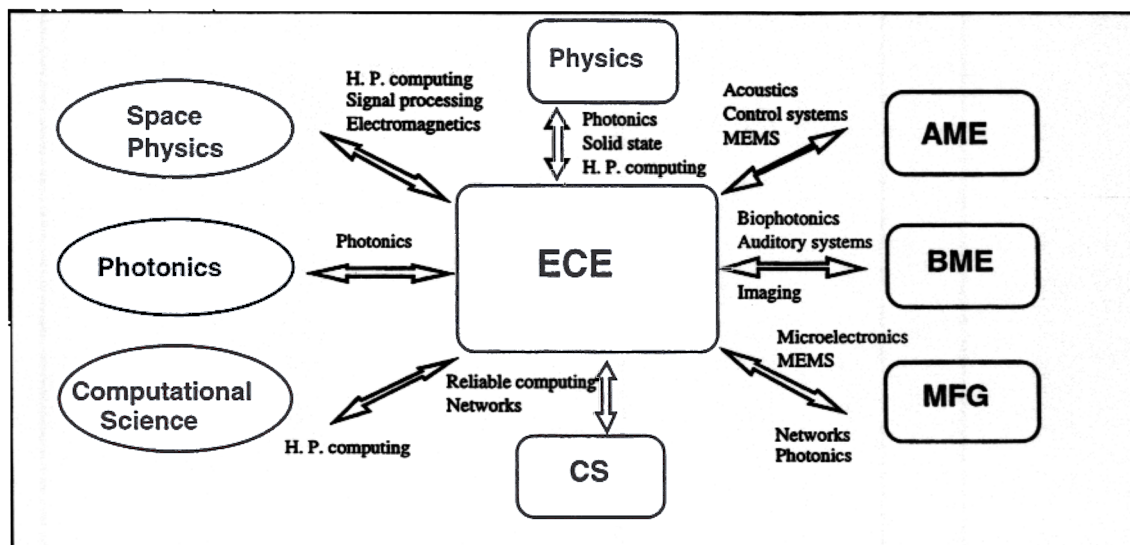 Physics
Space
Physics
H. P. computing
Signal processing
Electromagnetics
Photonics
Solid state
H. P. computing
Acoustics
Control systems
MEMS
AME
Photonics
Photonics
ECE
Biophotonics
Auditory systems
Imaging
BME
Computational
Science
H. P. computing
Reliable computing
Networks
CS
Microelectronics
MEMS
Networks
Photonics
MFG